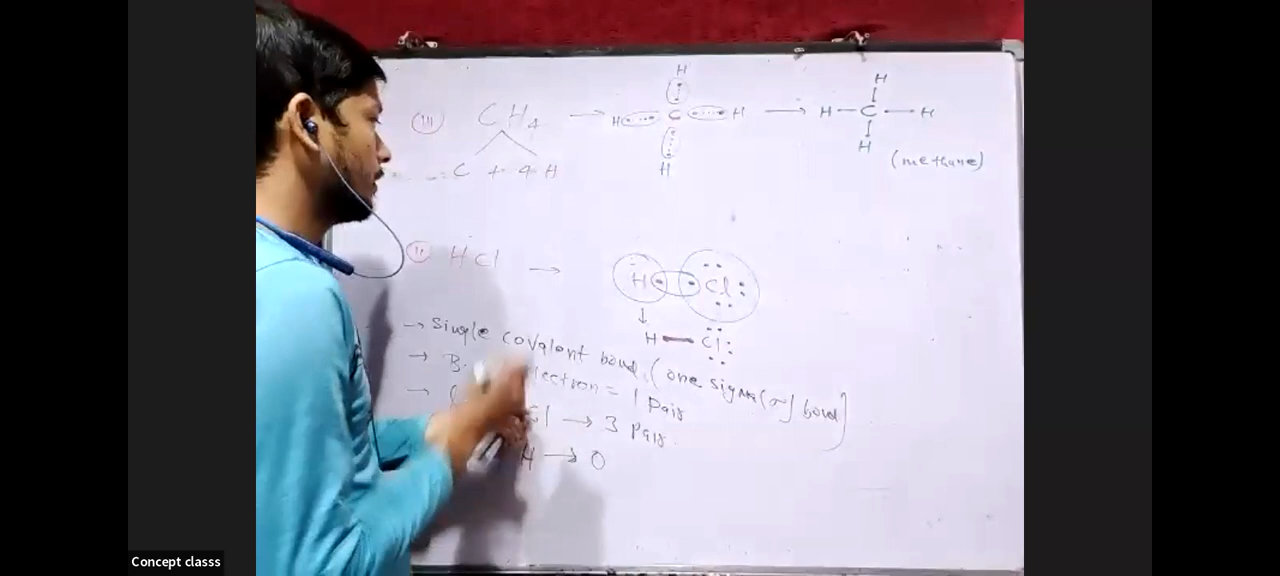 (iii) CH4 → H C H → H — C — H
H
H
H
H
C + 4 H
(methane)
(ii) HCl → H Cl
↓
H — Cl
→ Single covalent bond. (one sigma (σ) bond)
→ B. lectron = 1 pair
→ Cl → 3 pair.
H → 0
Concept classs